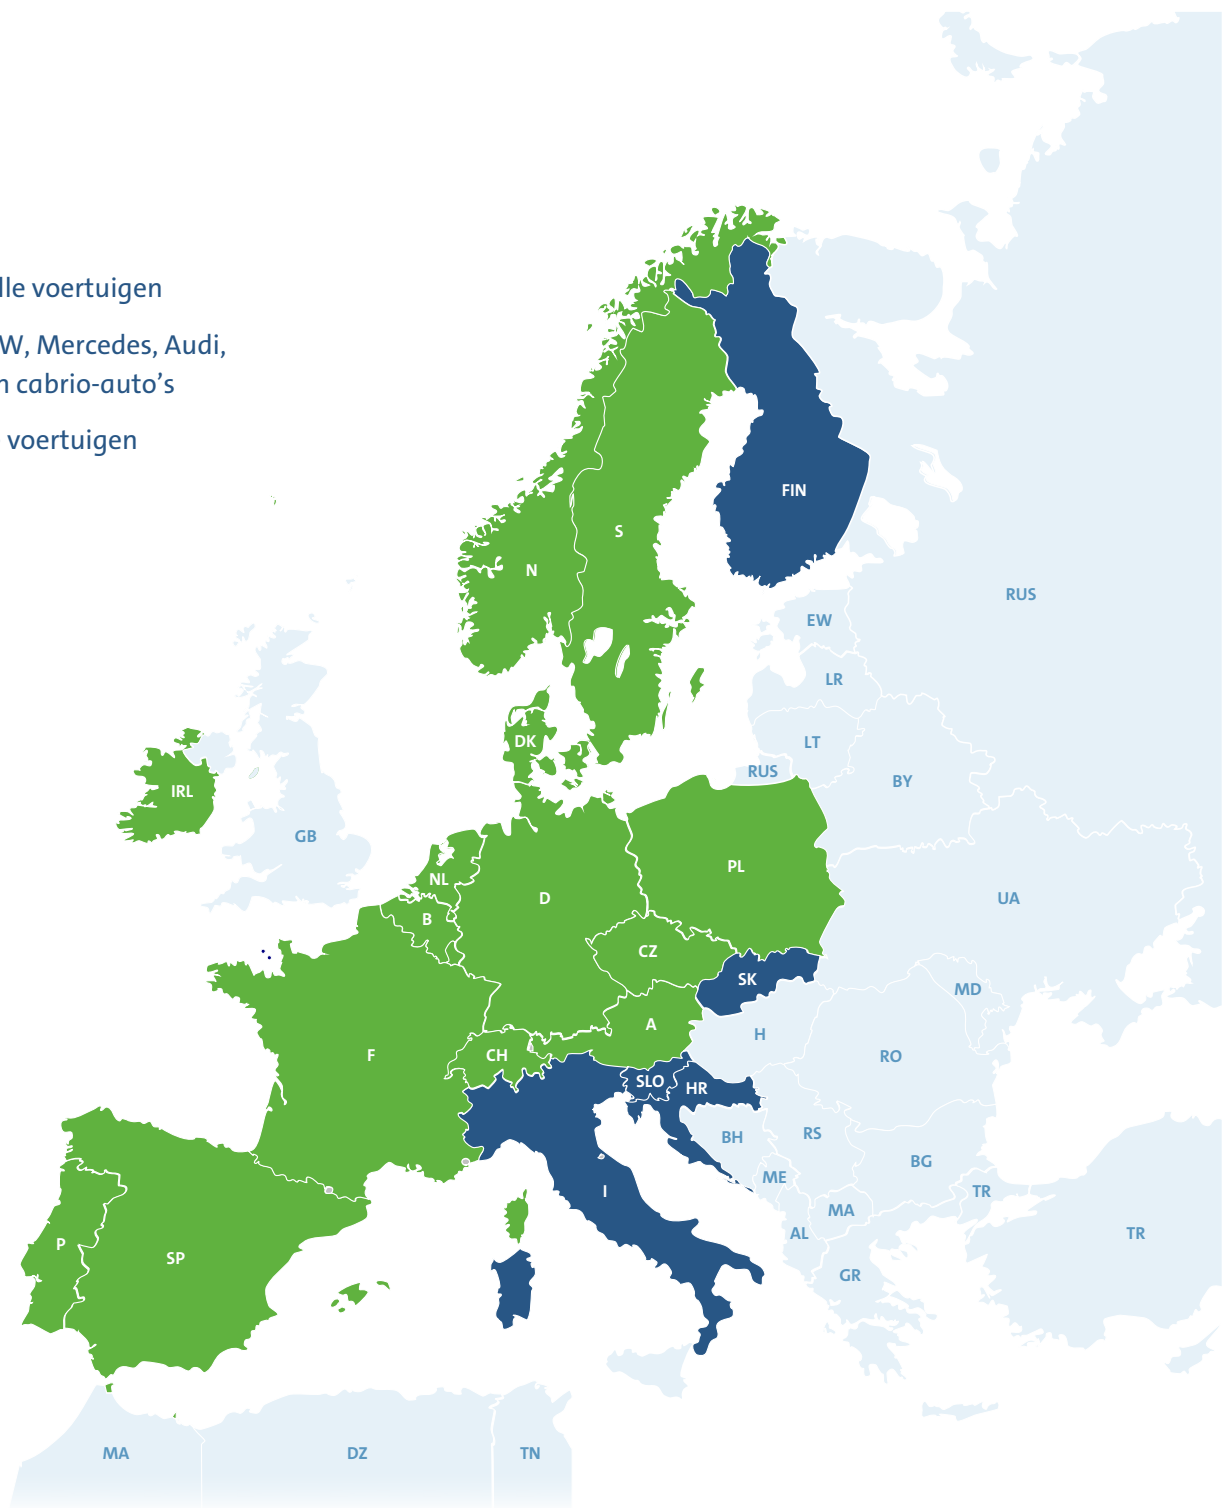 lle voertuigen
W, Mercedes, Audi,
n cabrio-auto's
voertuigen
FIN
S
N
RUS
EW
LR
DK
LT
RUS
BY
IRL
GB
PL
NL
D
UA
B
CZ
SK
MD
A
H
CH
F
RO
SLO
HR
BH
RS
BG
ME
I
TR
MA
P
SP
AL
TR
GR
MA
DZ
TN